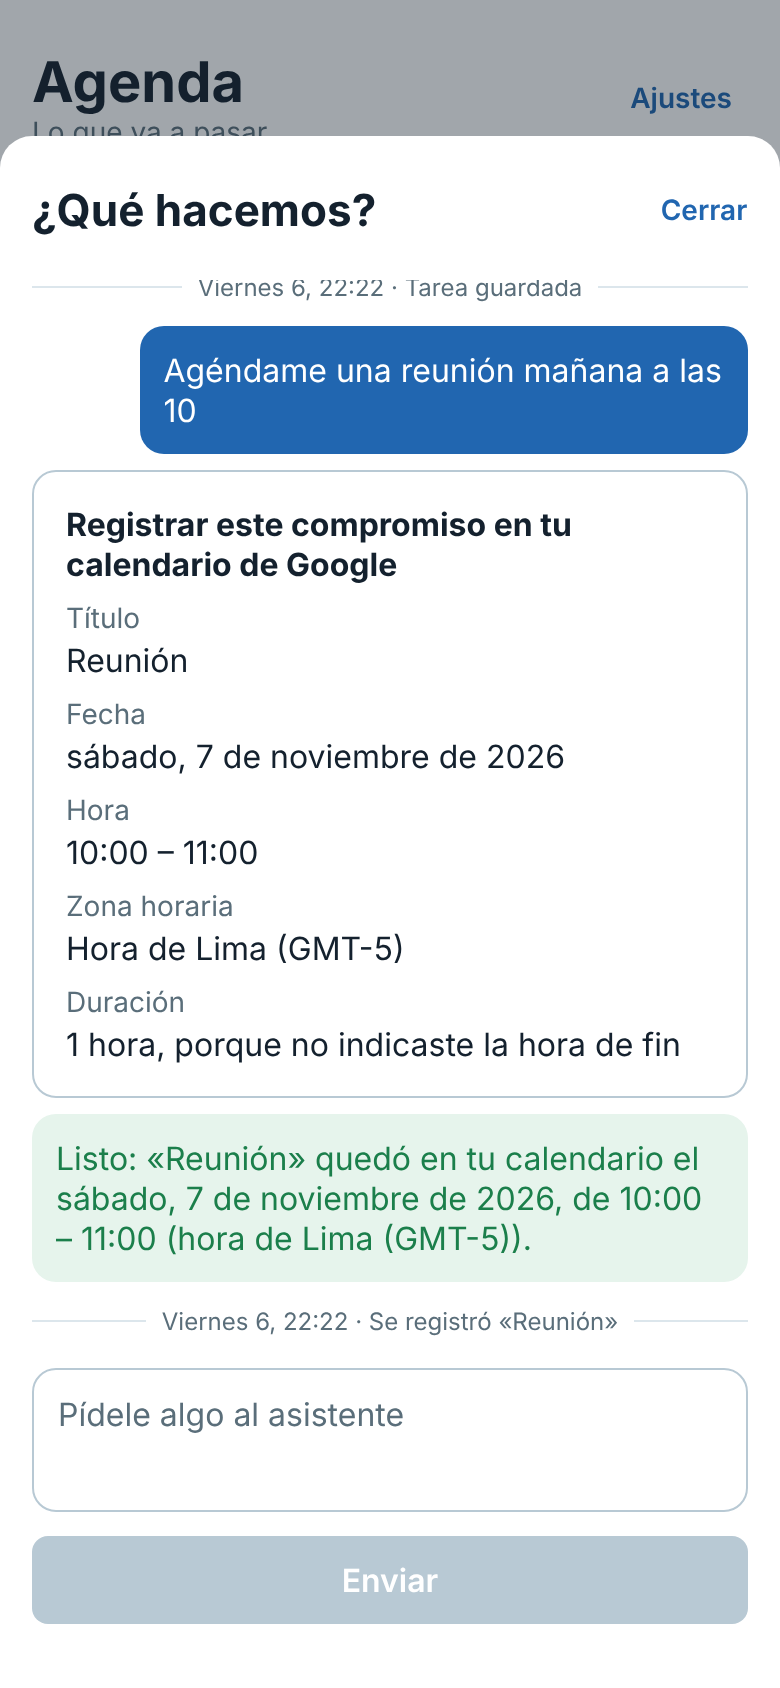 Agenda
Ajustes
Lo que va a pasar
¿Qué hacemos?
Cerrar
Viernes 6, 22:22 · Tarea guardada
Agéndame una reunión mañana a las
10
Registrar este compromiso en tu
calendario de Google
Título
Reunión
Fecha
sábado, 7 de noviembre de 2026
Hora
10:00 – 11:00
Zona horaria
Hora de Lima (GMT-5)
Duración
1 hora, porque no indicaste la hora de fin
Listo: «Reunión» quedó en tu calendario el
sábado, 7 de noviembre de 2026, de 10:00
– 11:00 (hora de Lima (GMT-5)).
Viernes 6, 22:22 · Se registró «Reunión»
Pídele algo al asistente
Enviar